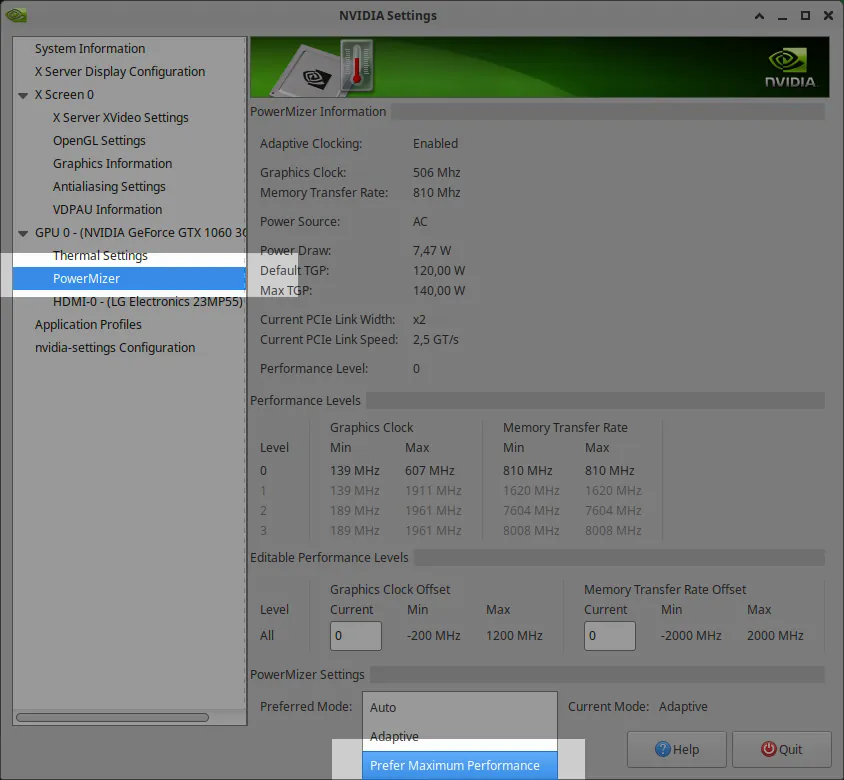 NVIDIA Settings
System Information
X Server Display Configuration
X Screen 0
X Server XVideo Settings
OpenGL Settings
Graphics Information
Antialiasing Settings
VDPAU Information
GPU 0 - (NVIDIA GeForce GTX 1060 3G
Thermal Settings
PowerMizer
HDMI-0 - (LG Electronics 23MP55)
Application Profiles
nvidia-settings Configuration
NVIDIA.
PowerMizer Information
Adaptive Clocking: Enabled
Graphics Clock: 506 Mhz
Memory Transfer Rate: 810 Mhz
Power Source: AC
Power Draw: 7,47 W
Default TGP: 120,00 W
Max TGP: 140,00 W
Current PCIe Link Width: x2
Current PCIe Link Speed: 2,5 GT/s
Performance Level: 0
Performance Levels
Graphics Clock Memory Transfer Rate
Level Min Max Min Max
0 139 MHz 607 MHz 810 MHz 810 MHz
1 139 MHz 1911 MHz 1620 MHz 1620 MHz
2 189 MHz 1961 MHz 7604 MHz 7604 MHz
3 189 MHz 1961 MHz 8008 MHz 8008 MHz
Editable Performance Levels
Graphics Clock Offset Memory Transfer Rate Offset
Level Current Min Max Current Min Max
All 0 -200 MHz 1200 MHz 0 -2000 MHz 2000 MHz
PowerMizer Settings
Preferred Mode: Auto Current Mode: Adaptive
Adaptive
Prefer Maximum Performance
Help Quit